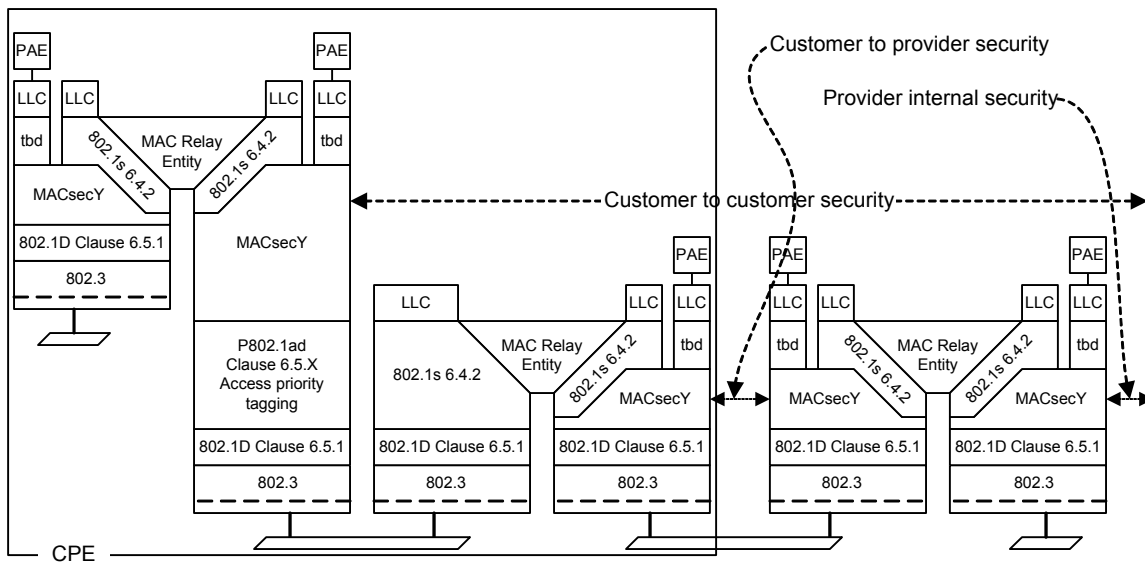 PAE
PAE
LLC
LLC
LLC
LLC
tbd
802.1s 6.4.2
MAC Relay
Entity
802.1s 6.4.2
tbd
MACsecY
802.1D Clause 6.5.1
802.3
MACsecY
P802.1ad
Clause 6.5.X
Access priority
tagging
802.1D Clause 6.5.1
802.3
Customer to provider security
Provider internal security
Customer to customer security
PAE
LLC
LLC
LLC
802.1s 6.4.2
MAC Relay
Entity
802.1s 6.4.2
tbd
MACsecY
802.1D Clause 6.5.1
802.3
802.1D Clause 6.5.1
802.3
PAE
PAE
LLC
LLC
LLC
LLC
tbd
802.1s 6.4.2
MAC Relay
Entity
802.1s 6.4.2
tbd
MACsecY
MACsecY
802.1D Clause 6.5.1
802.1D Clause 6.5.1
802.3
802.3
CPE